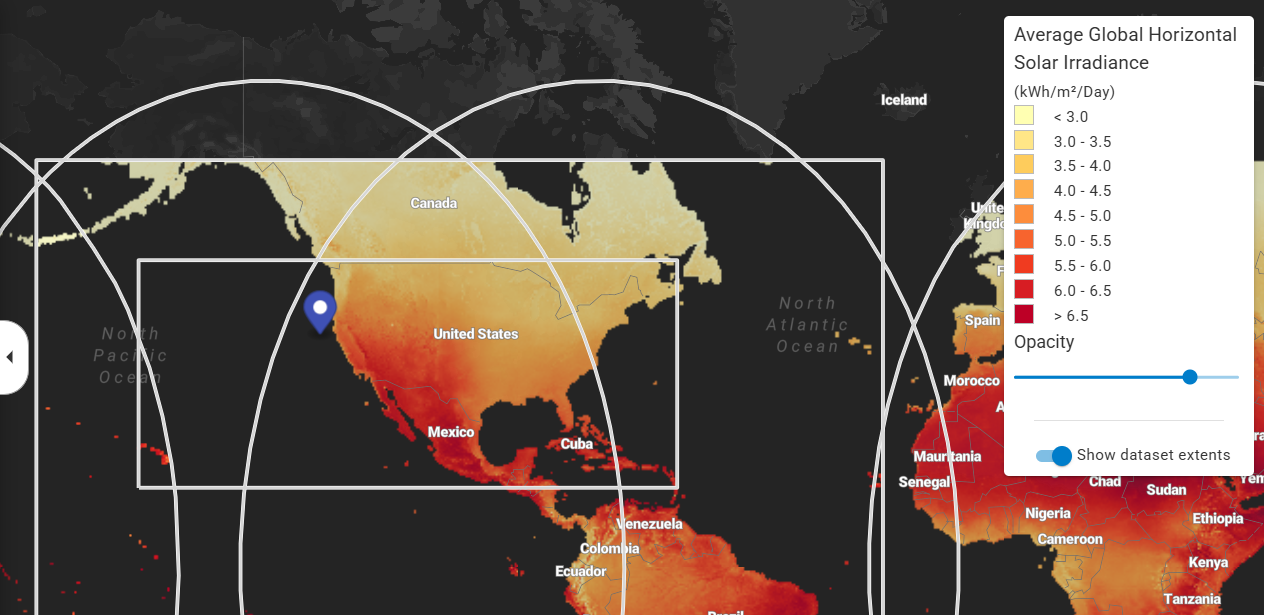 Average Global Horizontal
Solar Irradiance
(kWh/m²/Day)
< 3.0
3.0 - 3.5
3.5 - 4.0
4.0 - 4.5
4.5 - 5.0
5.0 - 5.5
5.5 - 6.0
6.0 - 6.5
> 6.5
Opacity
Show dataset extents
Iceland
Canada
North
Pacific
Ocean
United States
North
Atlantic
Ocean
Spain
Morocco
Mexico
Cuba
Mauritania
Senegal
Chad
Sudan
Nigeria
Ethiopia
Cameroon
Venezuela
Colombia
Ecuador
Kenya
Tanzania